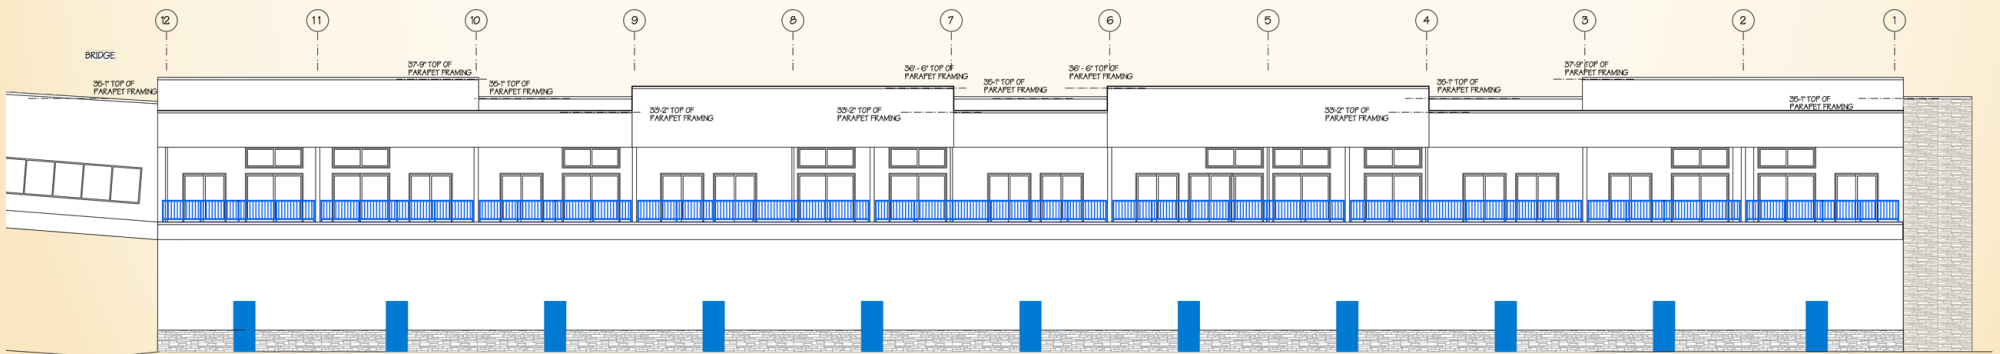 12 11 10 9 8 7 6 5 4 3 2 1
BRIDGE
37'-9" TOP OF
PARAPET FRAMING
36' - 6" TOP OF
PARAPET FRAMING
36' - 6" TOP OF
PARAPET FRAMING
37'-9" TOP OF
PARAPET FRAMING
35'-1" TOP OF
PARAPET FRAMING
35'-1" TOP OF
PARAPET FRAMING
35'-1" TOP OF
PARAPET FRAMING
35'-1" TOP OF
PARAPET FRAMING
35'-1" TOP OF
PARAPET FRAMING
33'-2" TOP OF
PARAPET FRAMING
33'-2" TOP OF
PARAPET FRAMING
33'-2" TOP OF
PARAPET FRAMING